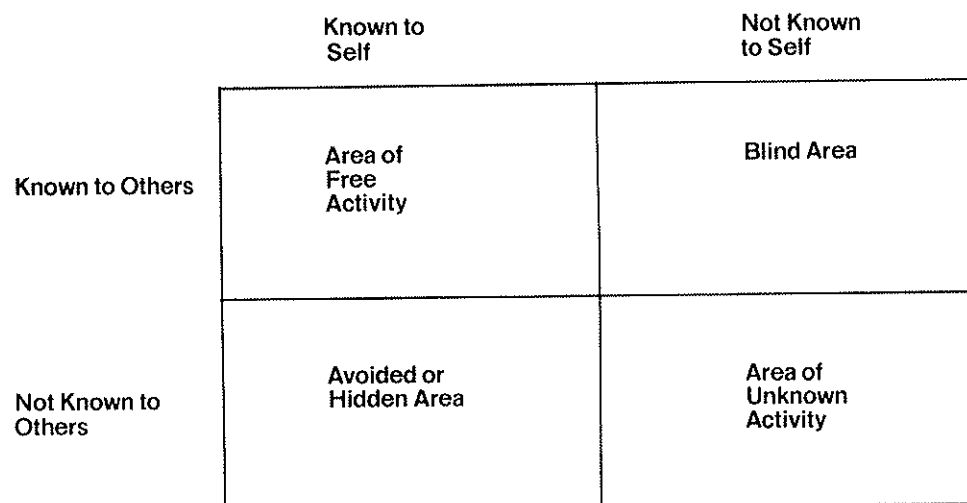 Known to
Self
Not Known
to Self
Known to Others
Area of
Free
Activity
Blind Area
Not Known to
Others
Avoided or
Hidden Area
Area of
Unknown
Activity